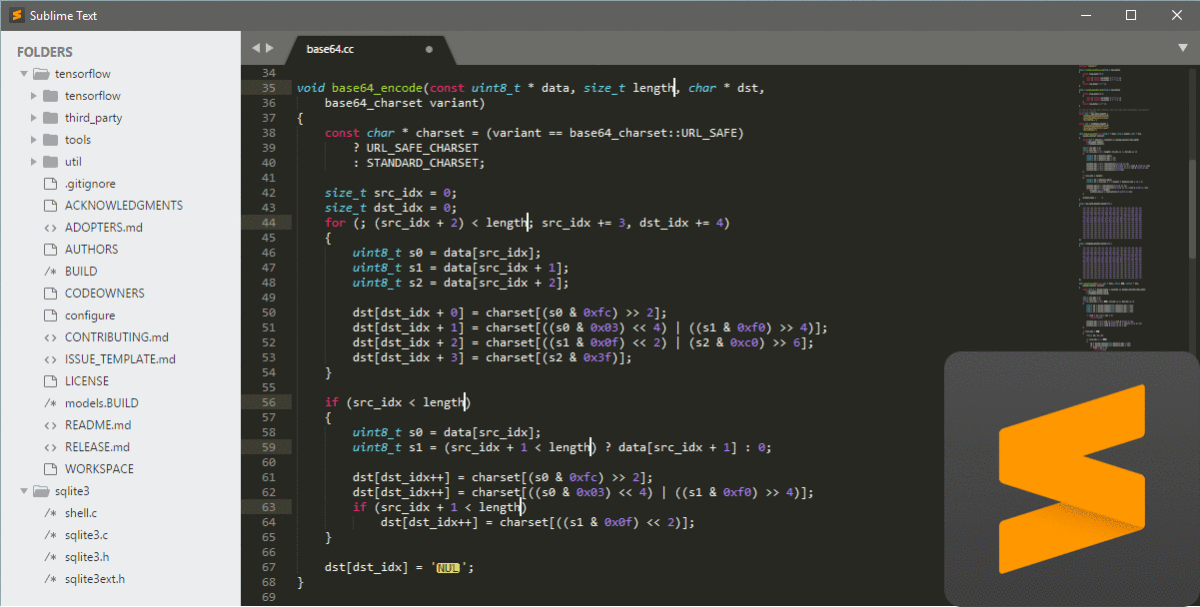 Sublime Text
FOLDERS
tensorflow
tensorflow
third_party
tools
util
.gitignore
ACKNOWLEDGMENTS
<> ADOPTERS.md
AUTHORS
/* BUILD
CODEOWNERS
configure
<> CONTRIBUTING.md
<> ISSUE_TEMPLATE.md
LICENSE
/* models.BUILD
<> README.md
<> RELEASE.md
WORKSPACE
sqlite3
/* shell.c
/* sqlite3.c
/* sqlite3.h
/* sqlite3ext.h
base64.cc
34
35 void base64_encode(const uint8_t * data, size_t length, char * dst,
36 base64_charset variant)
37 {
38 const char * charset = (variant == base64_charset::URL_SAFE)
39 ? URL_SAFE_CHARSET
40 : STANDARD_CHARSET;
41
42 size_t src_idx = 0;
43 size_t dst_idx = 0;
44 for (; (src_idx + 2) < length; src_idx += 3, dst_idx += 4)
45 {
46 uint8_t s0 = data[src_idx];
47 uint8_t s1 = data[src_idx + 1];
48 uint8_t s2 = data[src_idx + 2];
49
50 dst[dst_idx + 0] = charset[(s0 & 0xfc) >> 2];
51 dst[dst_idx + 1] = charset[((s0 & 0x03) << 4) | ((s1 & 0xf0) >> 4)];
52 dst[dst_idx + 2] = charset[((s1 & 0x0f) << 2) | (s2 & 0xc0) >> 6];
53 dst[dst_idx + 3] = charset[(s2 & 0x3f)];
54 }
55
56 if (src_idx < length)
57 {
58 uint8_t s0 = data[src_idx];
59 uint8_t s1 = (src_idx + 1 < length) ? data[src_idx + 1] : 0;
60
61 dst[dst_idx++] = charset[(s0 & 0xfc) >> 2];
62 dst[dst_idx++] = charset[((s0 & 0x03) << 4) | ((s1 & 0xf0) >> 4)];
63 if (src_idx + 1 < length)
64 dst[dst_idx++] = charset[((s1 & 0x0f) << 2)];
65 }
66
67 dst[dst_idx] = 'NUL';
68 }
69